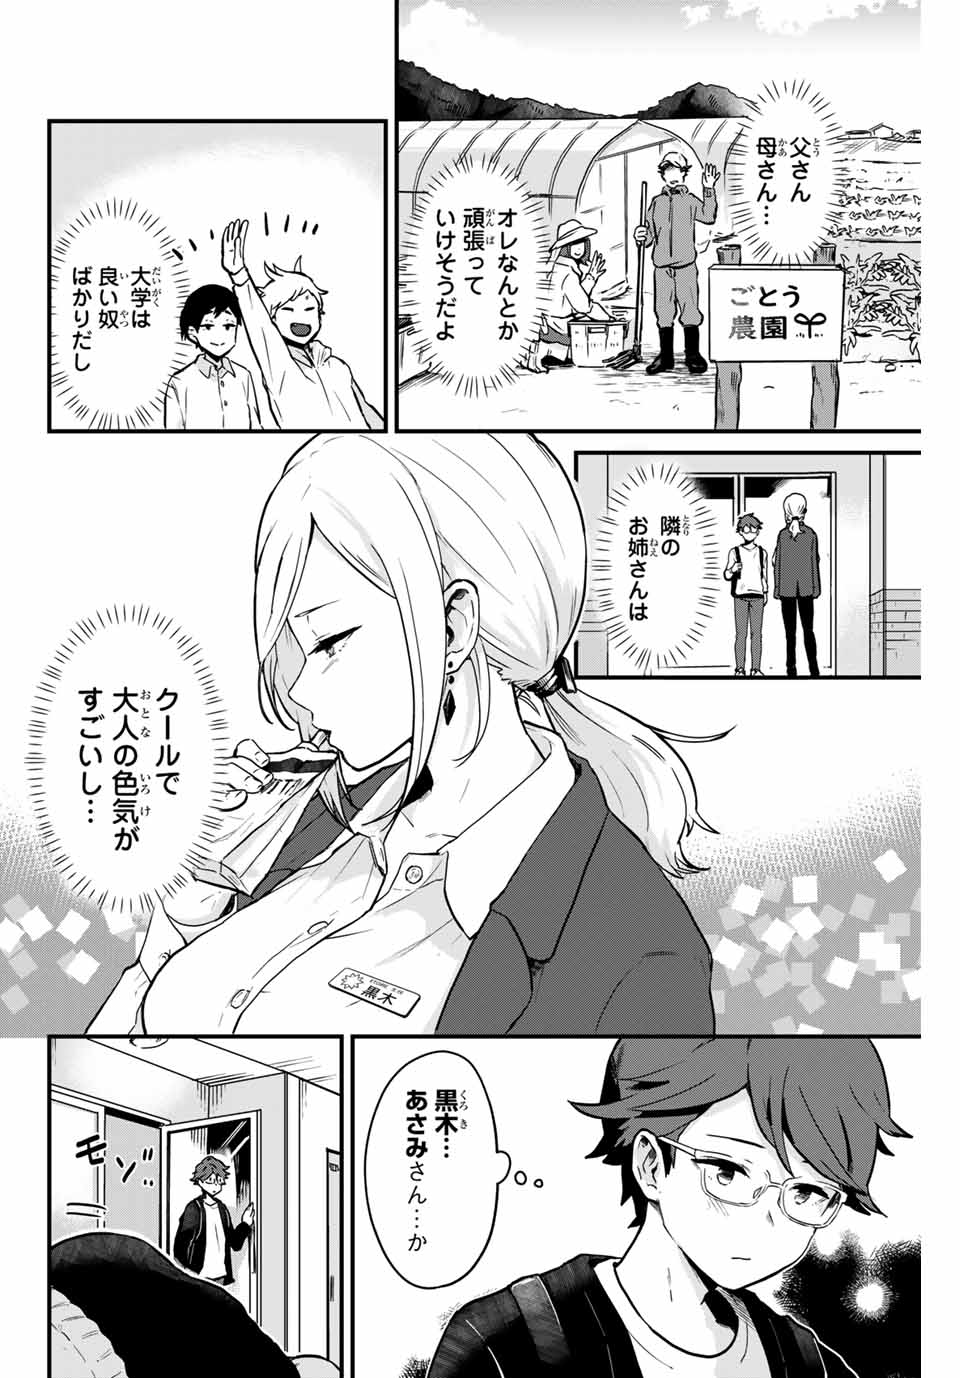 父さん
母さん…
オレなんとか
頑張って
いけそうだよ
ごとう
農園
大学は
良い奴
ばかりだし
隣の
お姉さんは
クールで
大人の色気が
すごいし…
黒木
黒木…
あさみさん…か
モゾ